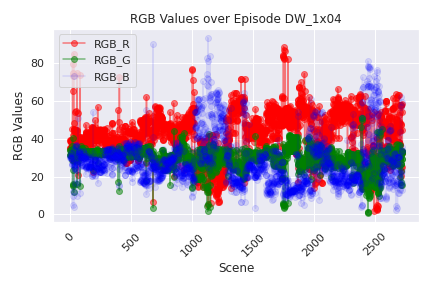 RGB Values over Episode DW_1x04
RGB_R
RGB_G
RGB_B
RGB Values
80
60
40
20
0
0
500
1000
1500
2000
2500
Scene